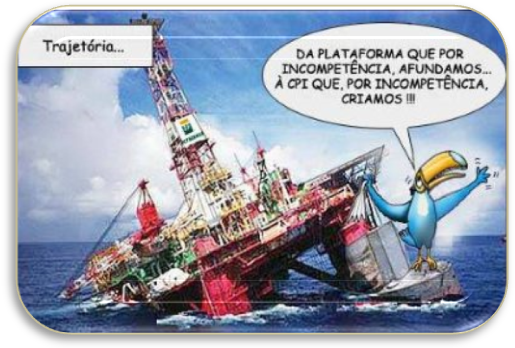 Trajetória...
DA PLATAFORMA QUE POR
INCOMPETÊNCIA, AFUNDAMOS...
À CPI QUE, POR INCOMPETÊNCIA,
CRIAMOS !!!